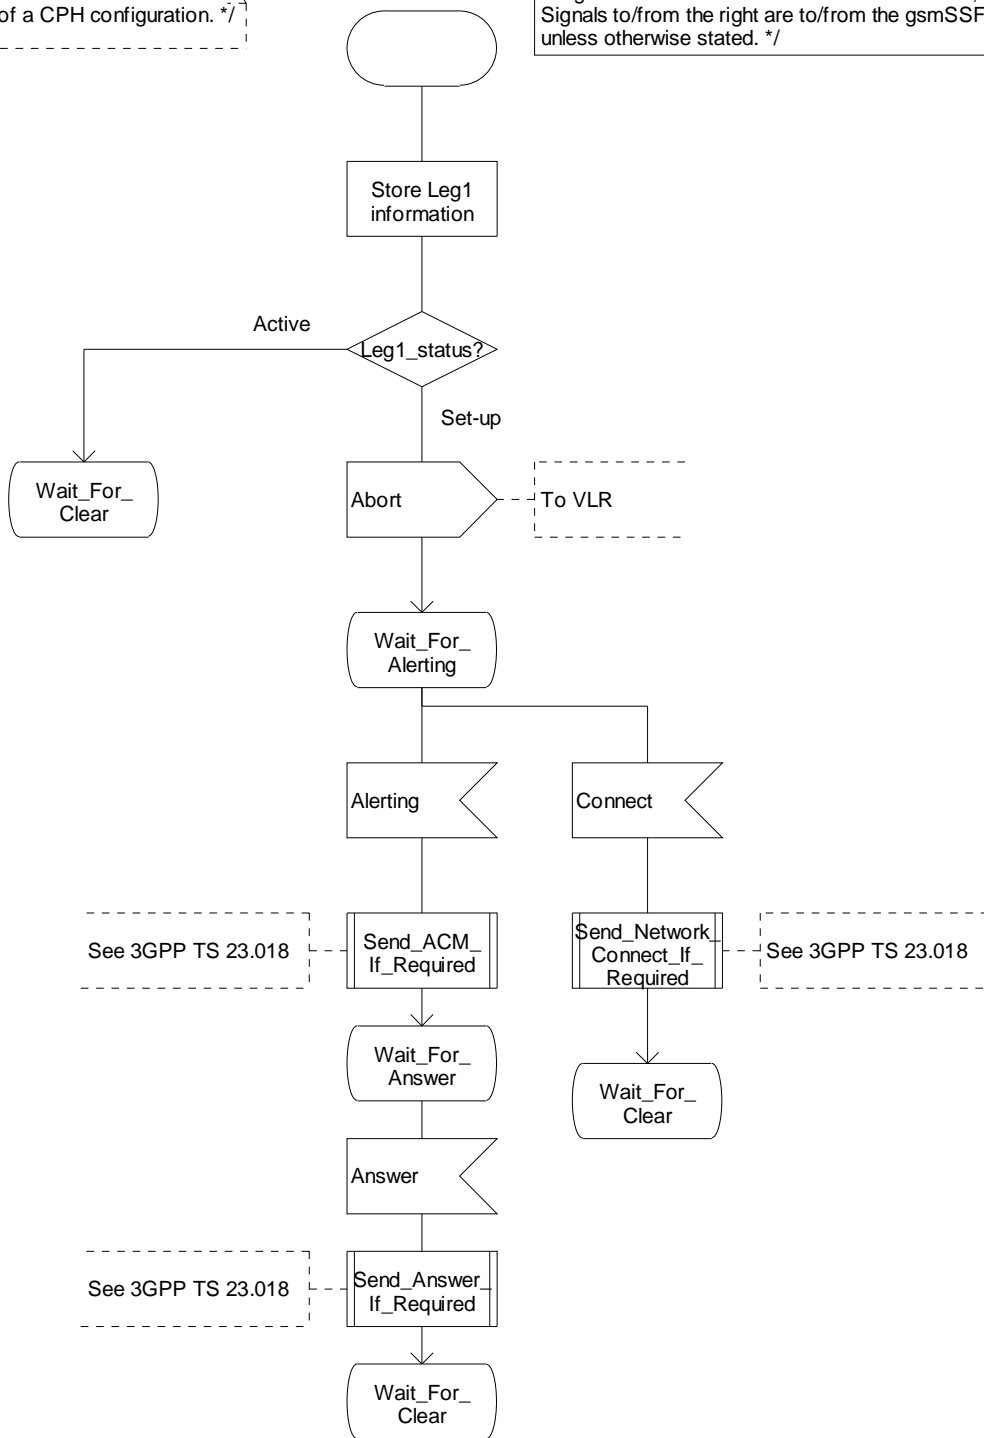 of a CPH configuration. */
Signals to/from the right are to/from the gsmSSF
unless otherwise stated. */
Store Leg1
information
Active
Leg1_status?
Set-up
Wait_For_
Clear
Abort
To VLR
Wait_For_
Alerting
Alerting
Connect
See 3GPP TS 23.018
Send_ACM_
If_Required
Send_Network_
Connect_If_
Required
See 3GPP TS 23.018
Wait_For_
Answer
Wait_For_
Clear
Answer
See 3GPP TS 23.018
Send_Answer_
If_Required
Wait_For_
Clear